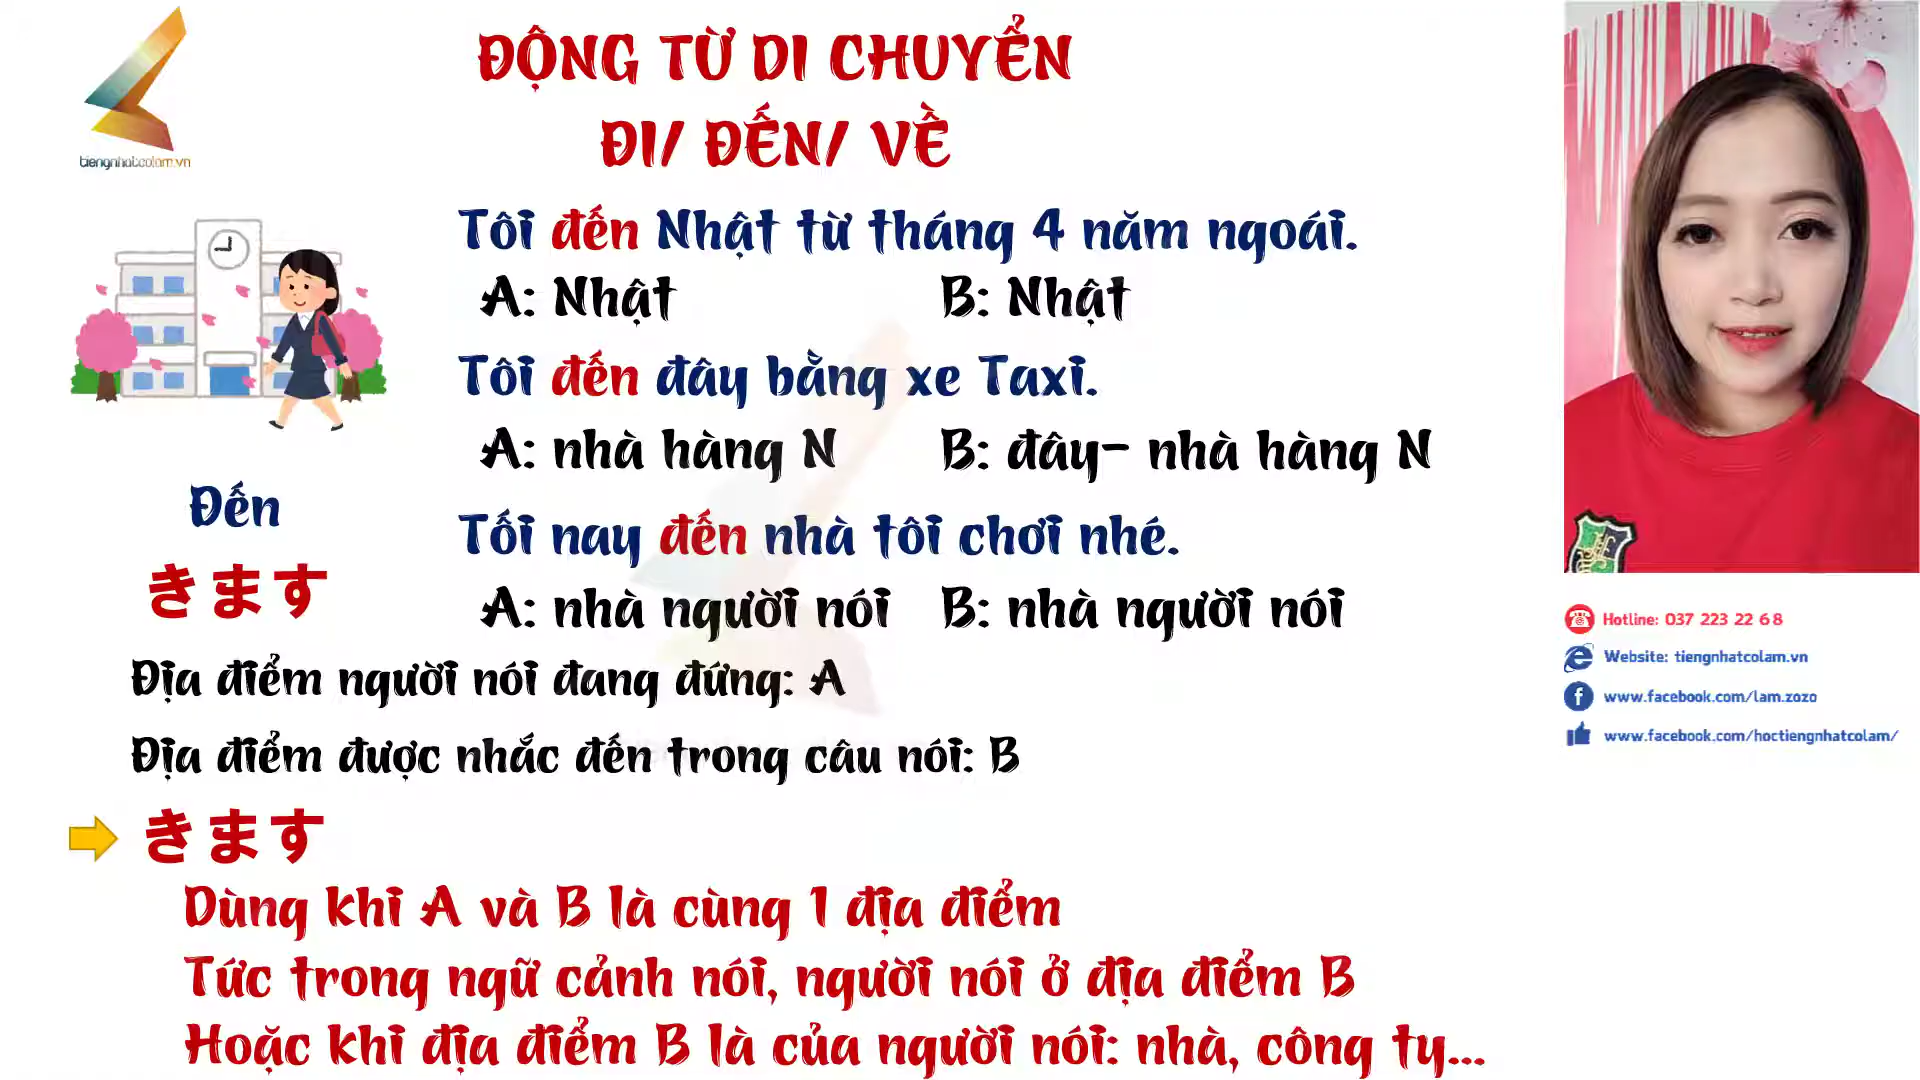 tiengnhatcolam.vn
ĐỘNG TỪ DI CHUYỂN
ĐI/ ĐẾN/ VỀ
Tôi đến Nhật từ tháng 4 năm ngoái.
A: Nhật B: Nhật
Tôi đến đây bằng xe Taxi.
A: nhà hàng N B: đây- nhà hàng N
Tối nay đến nhà tôi chơi nhé.
A: nhà người nói B: nhà người nói
Đến
きます
Địa điểm người nói đang đứng: A
Địa điểm được nhắc đến trong câu nói: B
きます
Dùng khi A và B là cùng 1 địa điểm
Tức trong ngữ cảnh nói, người nói ở địa điểm B
Hoặc khi địa điểm B là của người nói: nhà, công ty...
Hotline: 037 223 22 68
Website: tiengnhatcolam.vn
www.facebook.com/lam.zozo
www.facebook.com/hoctiengnhatcolam/